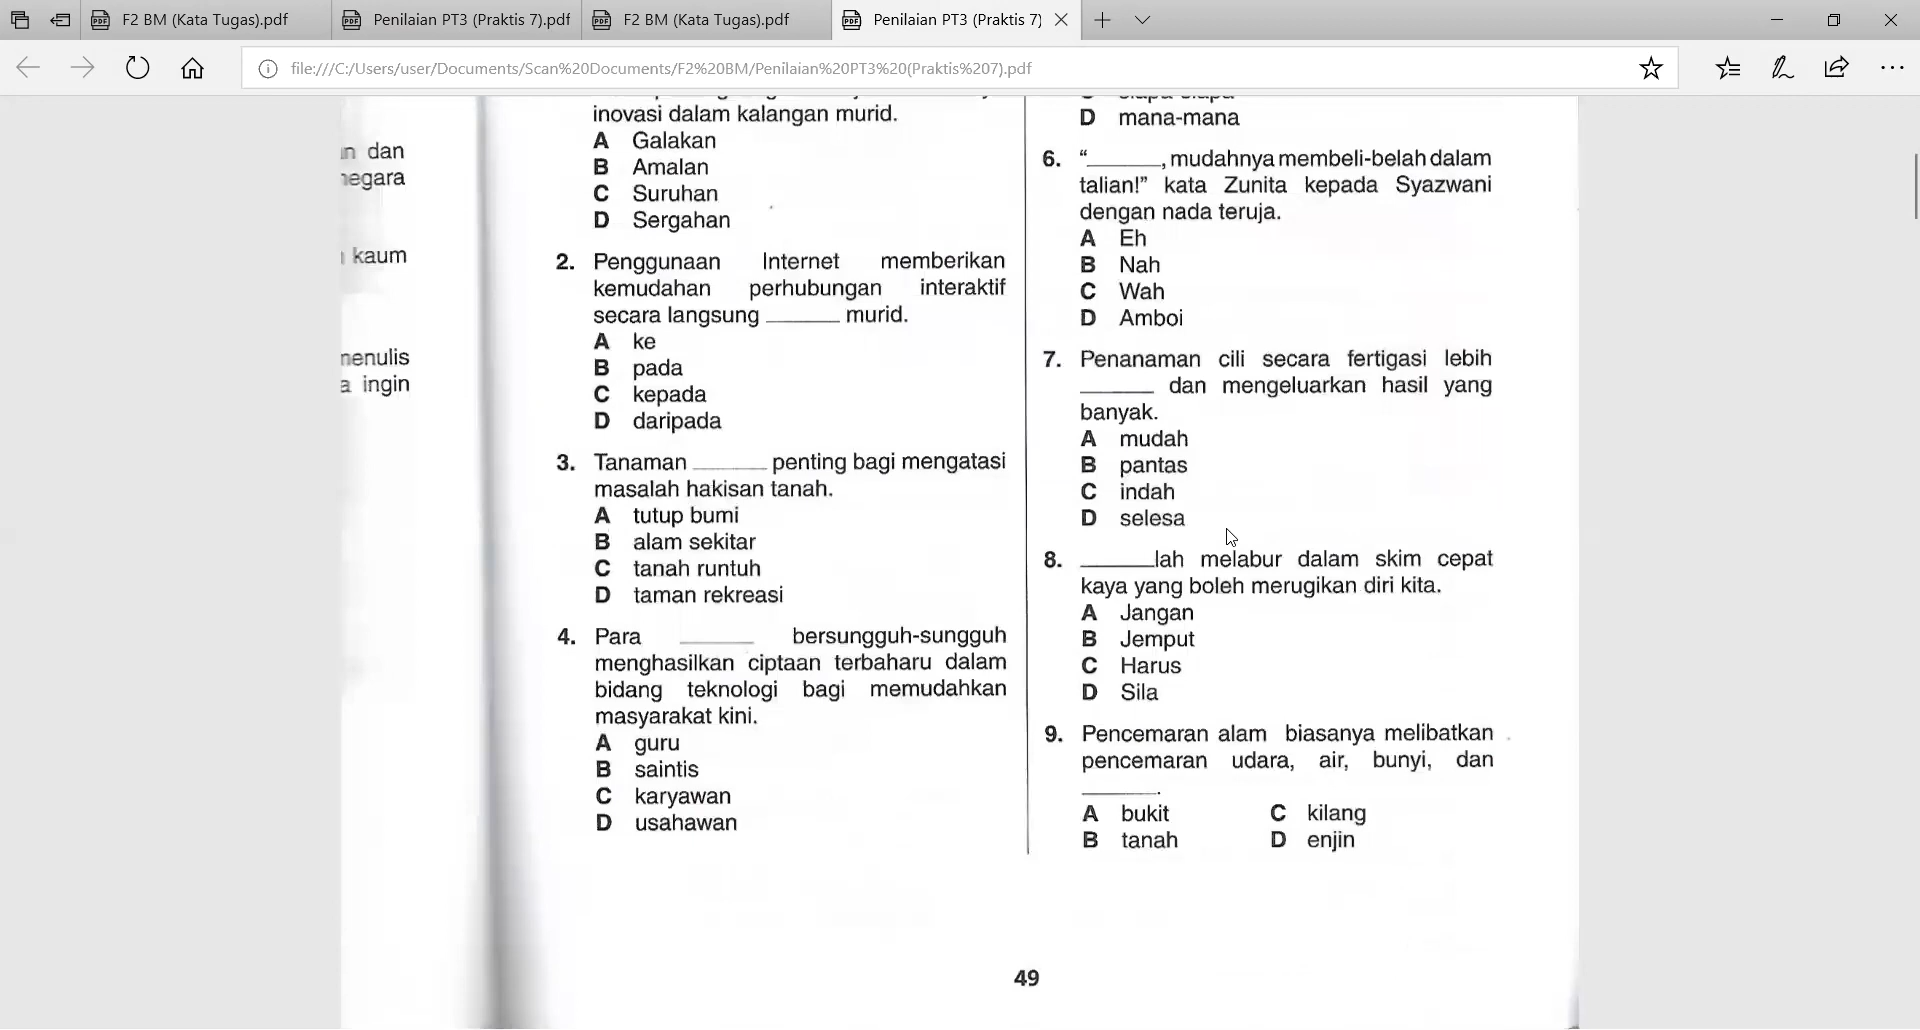 F2 BM (Kata Tugas).pdf
Penilaian PT3 (Praktis 7).pdf
F2 BM (Kata Tugas).pdf
Penilaian PT3 (Praktis 7)
file:///C:/Users/user/Documents/Scan%20Documents/F2%20BM/Penilaian%20PT3%20(Praktis%207).pdf
dan
negara
kaum
menulis
a ingin
inovasi dalam kalangan murid.
A Galakan
B Amalan
C Suruhan
D Sergahan
2. Penggunaan Internet memberikan
kemudahan perhubungan interaktif
secara langsung ______ murid.
A ke
B pada
C kepada
D daripada
3. Tanaman ______ penting bagi mengatasi
masalah hakisan tanah.
A tutup bumi
B alam sekitar
C tanah runtuh
D taman rekreasi
4. Para ______ bersungguh-sungguh
menghasilkan ciptaan terbaharu dalam
bidang teknologi bagi memudahkan
masyarakat kini.
A guru
B saintis
C karyawan
D usahawan
D mana-mana
6. “______, mudahnya membeli-belah dalam
talian!” kata Zunita kepada Syazwani
dengan nada teruja.
A Eh
B Nah
C Wah
D Amboi
7. Penanaman cili secara fertigasi lebih
______ dan mengeluarkan hasil yang
banyak.
A mudah
B pantas
C indah
D selesa
8. ______lah melabur dalam skim cepat
kaya yang boleh merugikan diri kita.
A Jangan
B Jemput
C Harus
D Sila
9. Pencemaran alam biasanya melibatkan
pencemaran udara, air, bunyi, dan
______.
A bukit C kilang
B tanah D enjin
49